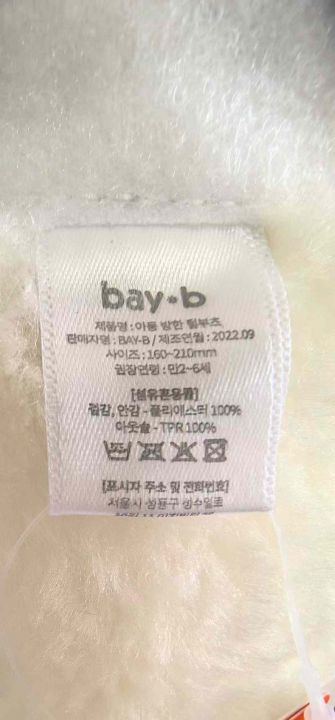 bay•b
제품명 : 아동 방한 털부츠
판매자명 : BAY-B / 제조연월 : 2022.09
사이즈 : 160~210mm
권장연령 : 만2~6세
[섬유혼용률]
겉감, 안감 - 폴리에스터 100%
아웃솔 - TPR 100%
[표시자 주소 및 전화번호]
서울시 성동구 성수일로